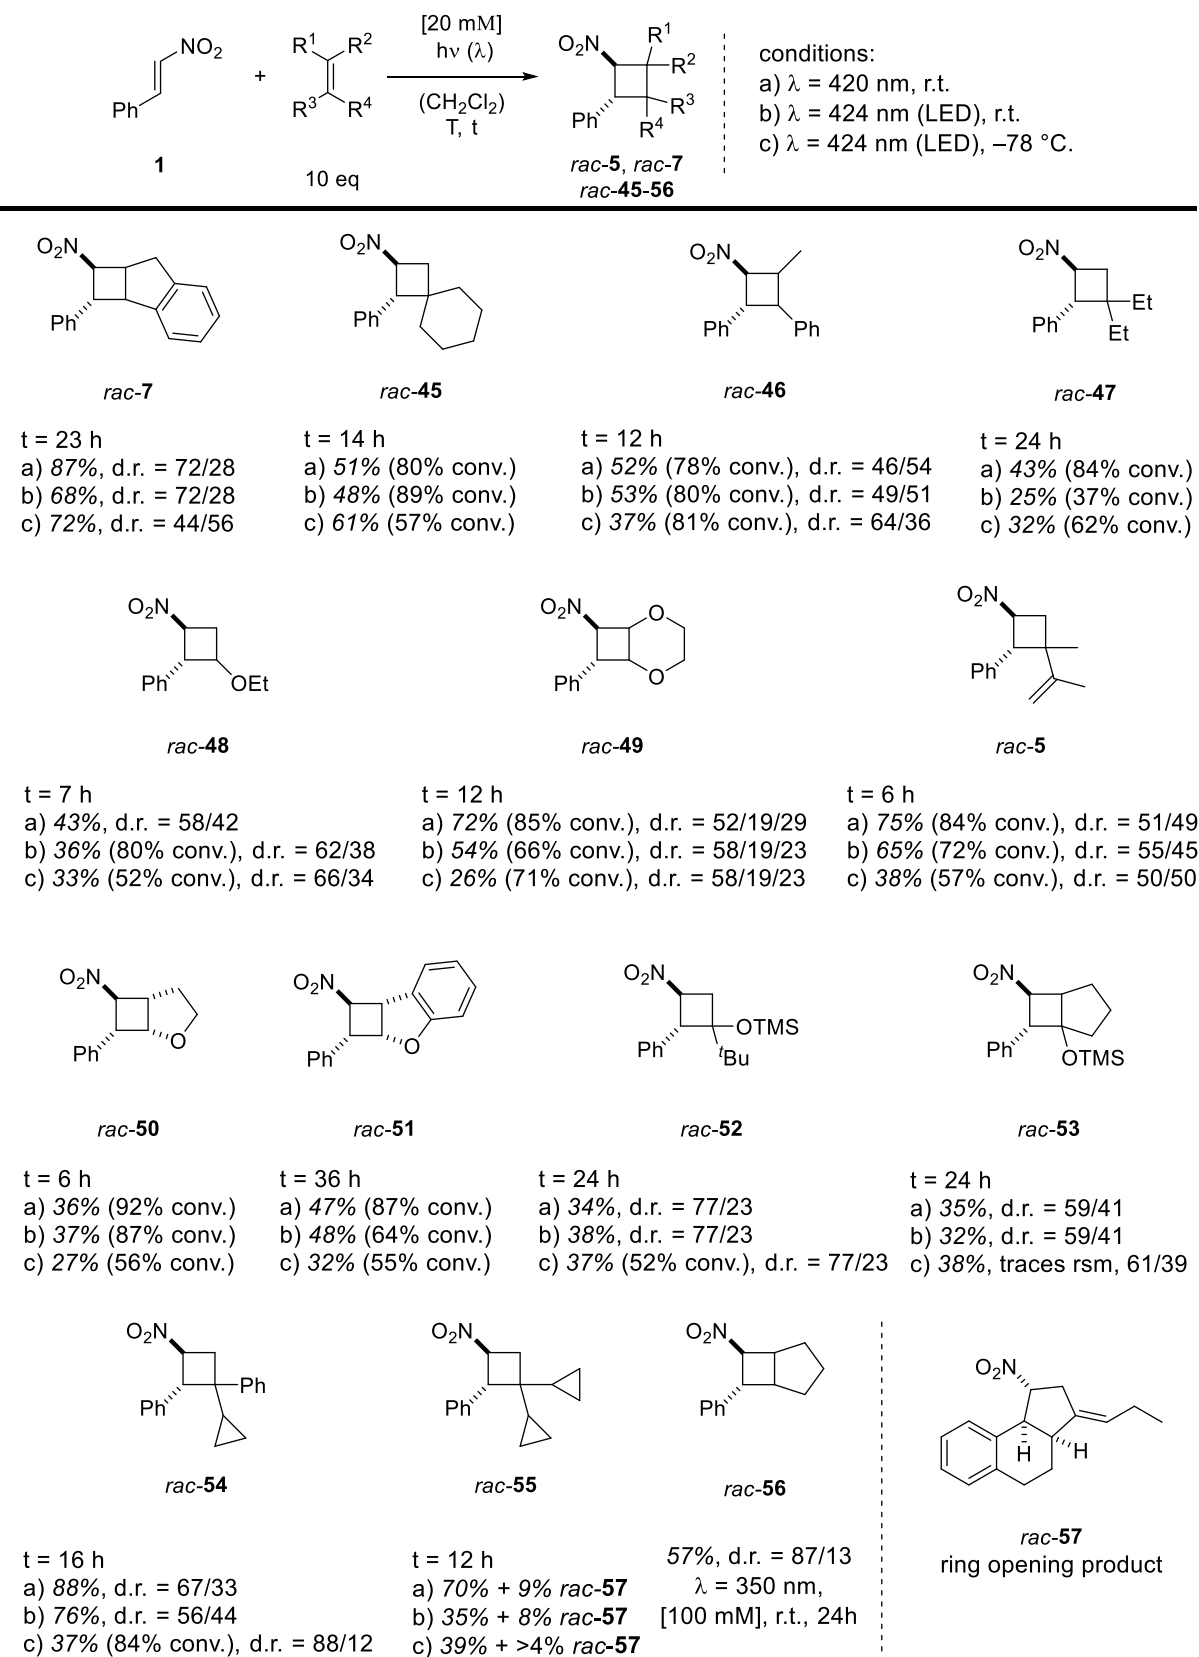 NO2
Ph
1
+
R1 R2
R3 R4
10 eq
[20 mM]
hν (λ)
(CH2Cl2)
T, t
O2N R1
R2
R3
Ph R4
rac-5, rac-7
rac-45-56
conditions:
a) λ = 420 nm, r.t.
b) λ = 424 nm (LED), r.t.
c) λ = 424 nm (LED), –78 °C.
O2N
Ph
rac-7
t = 23 h
a) 87%, d.r. = 72/28
b) 68%, d.r. = 72/28
c) 72%, d.r. = 44/56
O2N
Ph
rac-45
t = 14 h
a) 51% (80% conv.)
b) 48% (89% conv.)
c) 61% (57% conv.)
O2N
Ph Ph
rac-46
t = 12 h
a) 52% (78% conv.), d.r. = 46/54
b) 53% (80% conv.), d.r. = 49/51
c) 37% (81% conv.), d.r. = 64/36
O2N
Et
Ph
Et
rac-47
t = 24 h
a) 43% (84% conv.)
b) 25% (37% conv.)
c) 32% (62% conv.)
O2N
Ph OEt
rac-48
t = 7 h
a) 43%, d.r. = 58/42
b) 36% (80% conv.), d.r. = 62/38
c) 33% (52% conv.), d.r. = 66/34
O2N O
Ph O
rac-49
t = 12 h
a) 72% (85% conv.), d.r. = 52/19/29
b) 54% (66% conv.), d.r. = 58/19/23
c) 26% (71% conv.), d.r. = 58/19/23
O2N
Ph
rac-5
t = 6 h
a) 75% (84% conv.), d.r. = 51/49
b) 65% (72% conv.), d.r. = 55/45
c) 38% (57% conv.), d.r. = 50/50
O2N
O
Ph
rac-50
t = 6 h
a) 36% (92% conv.)
b) 37% (87% conv.)
c) 27% (56% conv.)
O2N
O
Ph
rac-51
t = 36 h
a) 47% (87% conv.)
b) 48% (64% conv.)
c) 32% (55% conv.)
O2N
OTMS
Ph
tBu
rac-52
t = 24 h
a) 34%, d.r. = 77/23
b) 38%, d.r. = 77/23
c) 37% (52% conv.), d.r. = 77/23
O2N
Ph
OTMS
rac-53
t = 24 h
a) 35%, d.r. = 59/41
b) 32%, d.r. = 59/41
c) 38%, traces rsm, 61/39
O2N
Ph
Ph
rac-54
t = 16 h
a) 88%, d.r. = 67/33
b) 76%, d.r. = 56/44
c) 37% (84% conv.), d.r. = 88/12
O2N
Ph
rac-55
t = 12 h
a) 70% + 9% rac-57
b) 35% + 8% rac-57
c) 39% + >4% rac-57
O2N
Ph
rac-56
57%, d.r. = 87/13
λ = 350 nm,
[100 mM], r.t., 24h
O2N
H H
rac-57
ring opening product